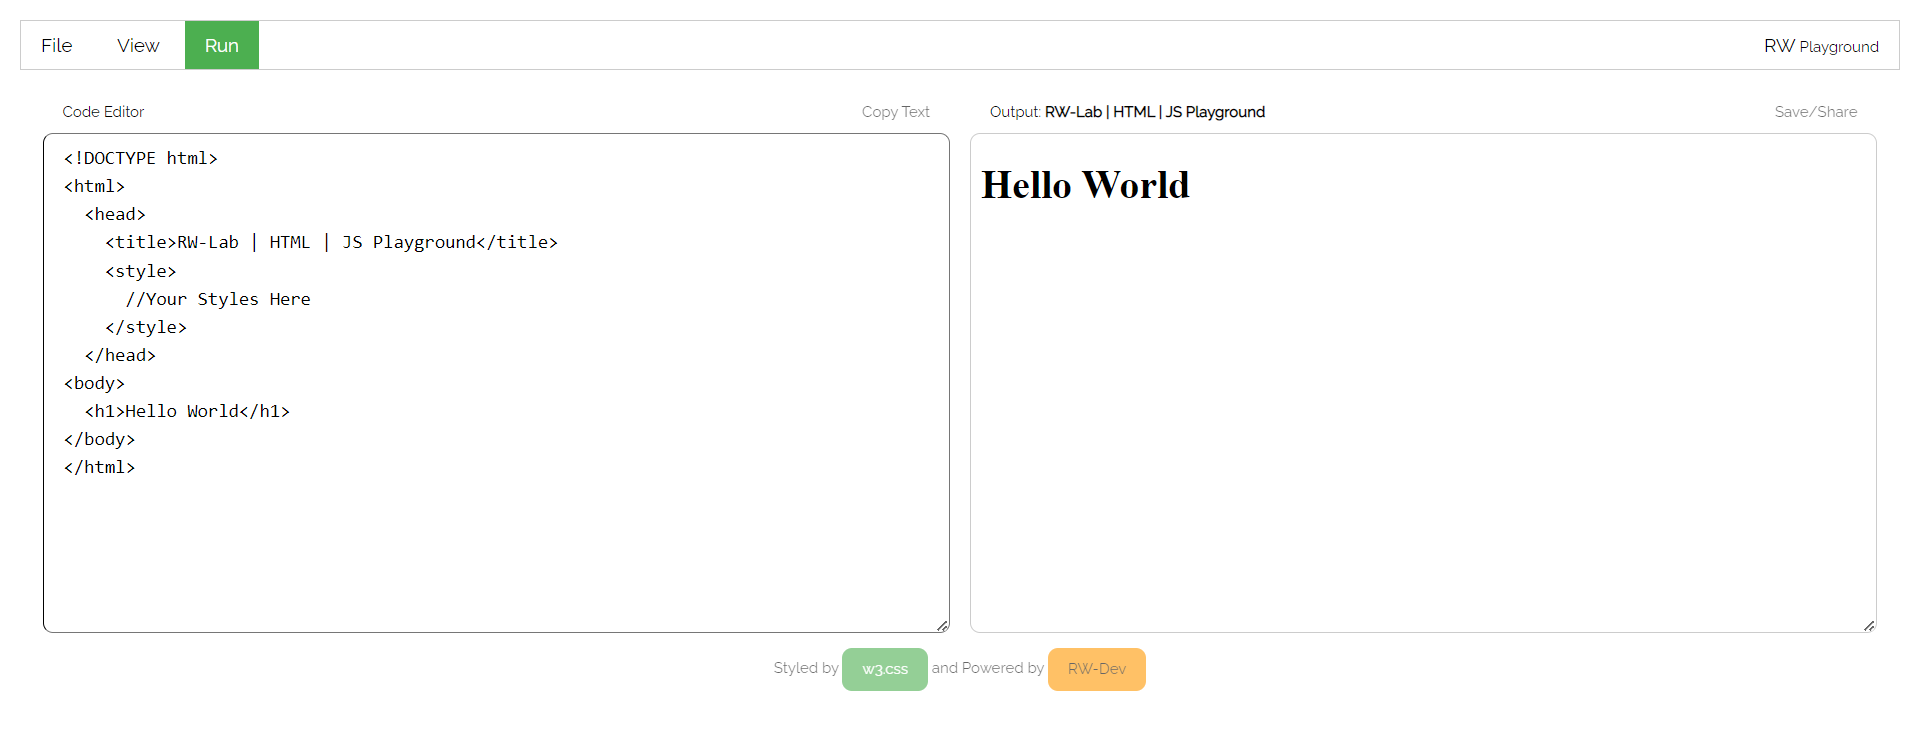 File View Run RW Playground
Code Editor Copy Text
<!DOCTYPE html>
<html>
  <head>
    <title>RW-Lab | HTML | JS Playground</title>
    <style>
      //Your Styles Here
    </style>
  </head>
<body>
  <h1>Hello World</h1>
</body>
</html>
Output: RW-Lab | HTML | JS Playground Save/Share
Hello World
Styled by w3.css and Powered by RW-Dev